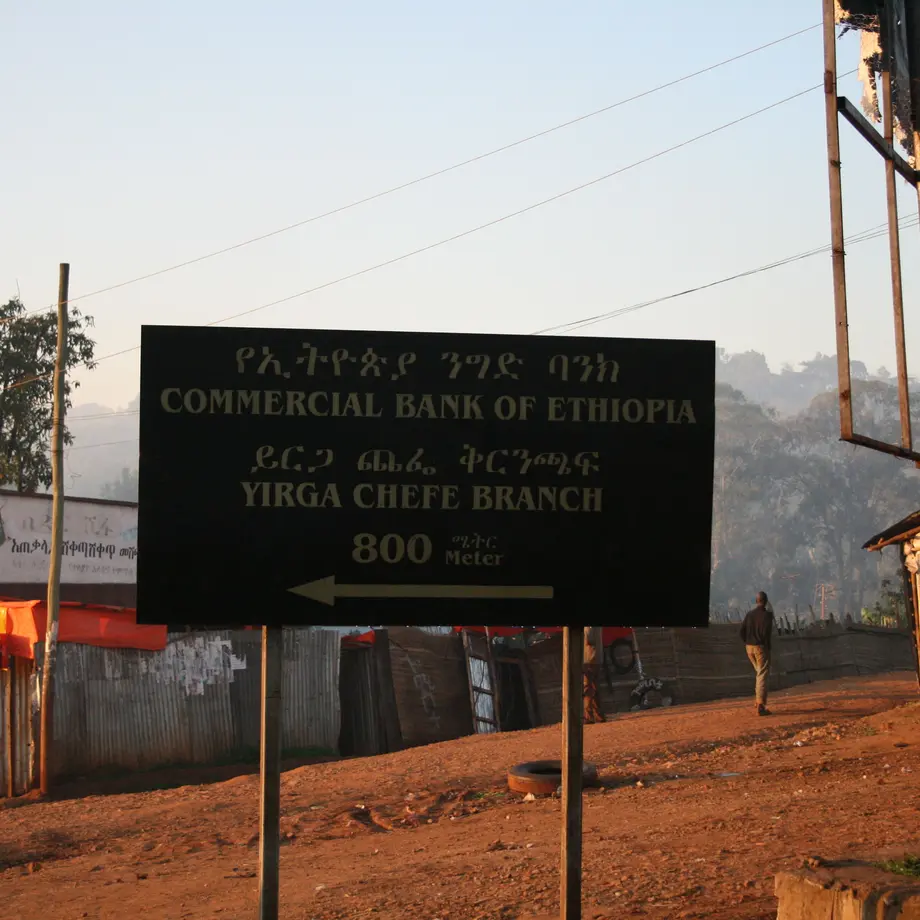 የኢትዮጵያ ንግድ ባንክ
COMMERCIAL BANK OF ETHIOPIA
ይርጋ ጨፌ ቅርንጫፍ
YIRGA CHEFE BRANCH
800 ሜትር
Meter